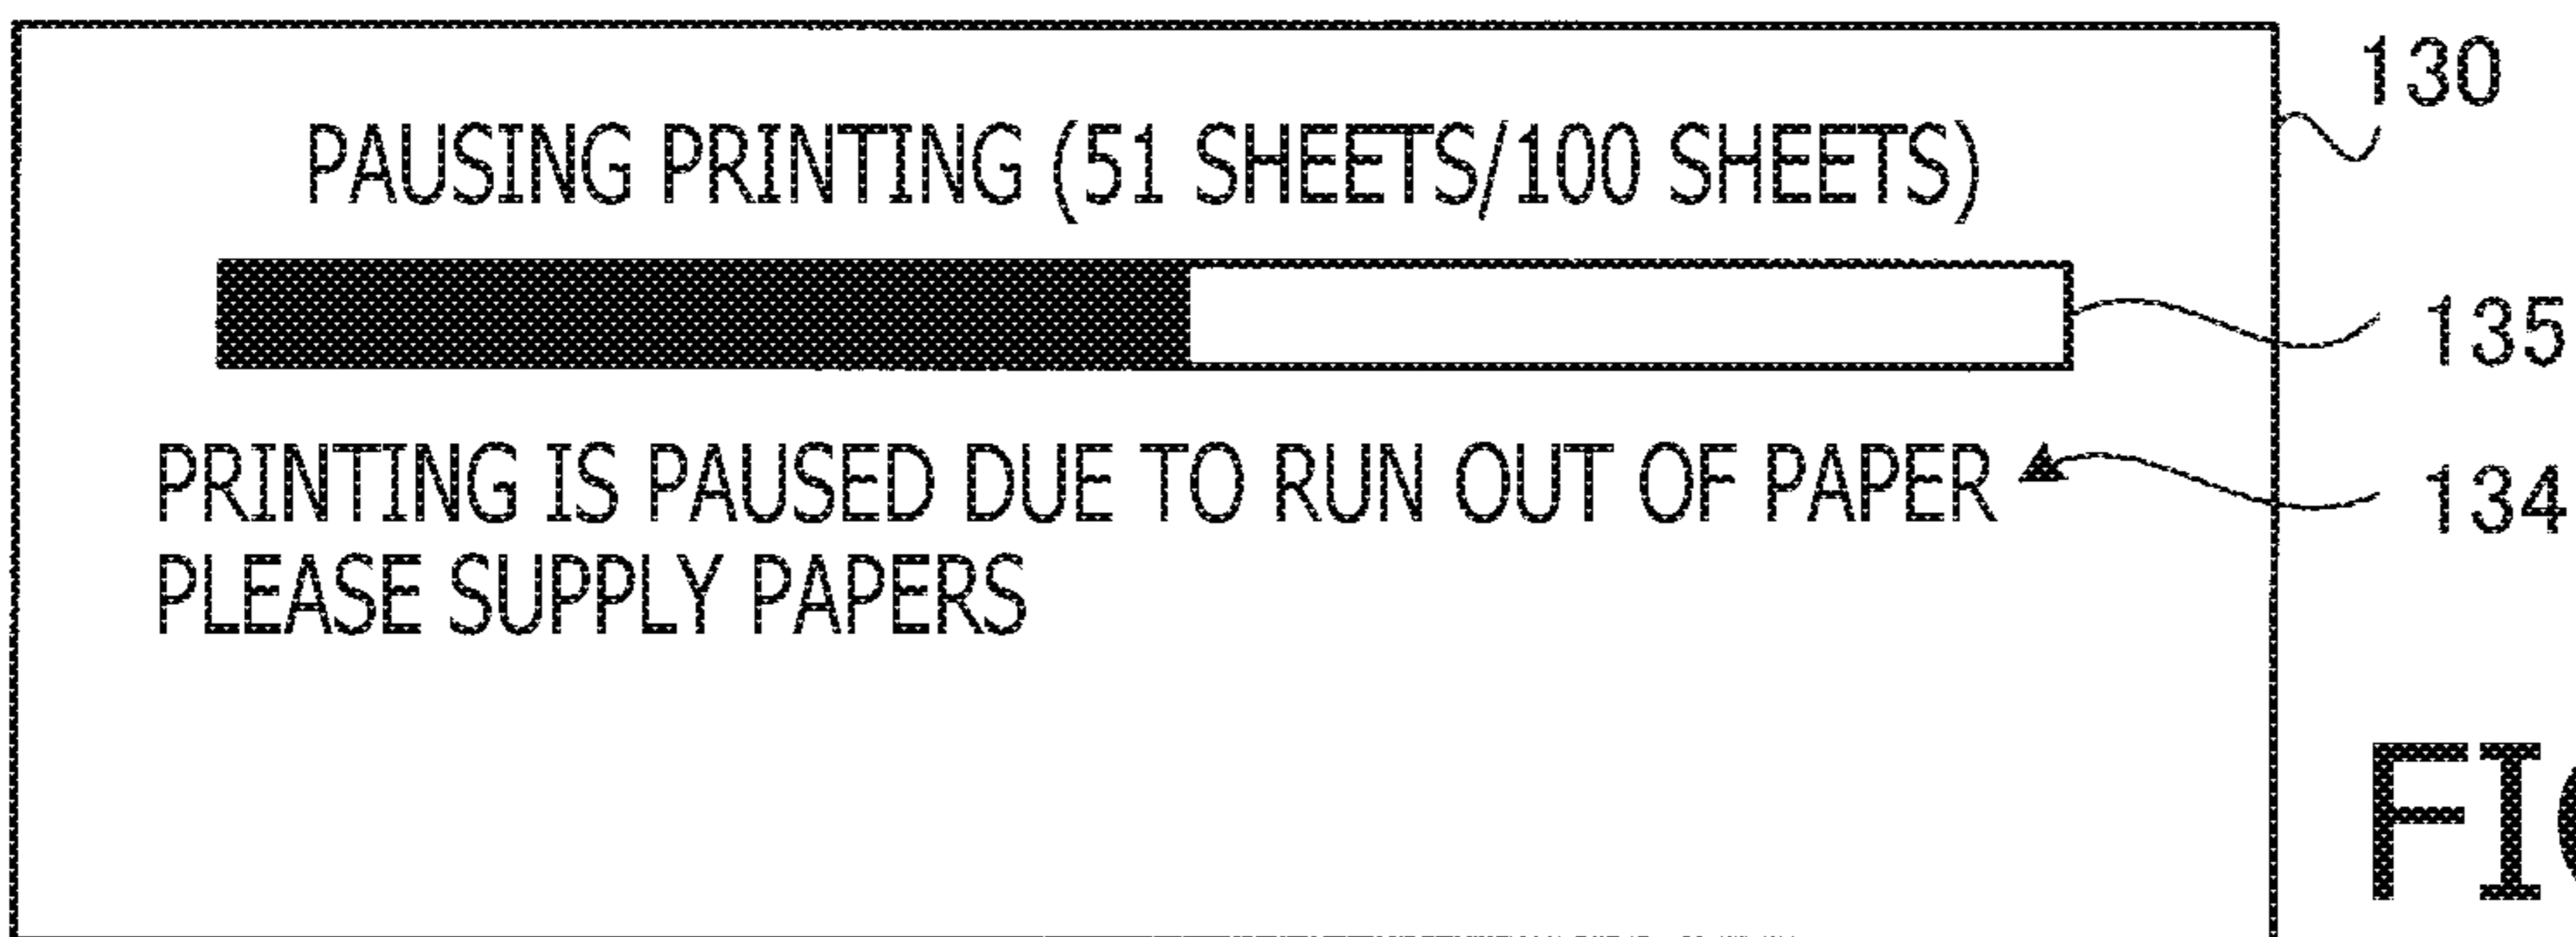 130
PAUSING PRINTING (51 SHEETS/100 SHEETS)
135
PRINTING IS PAUSED DUE TO RUN OUT OF PAPER
134
PLEASE SUPPLY PAPERS